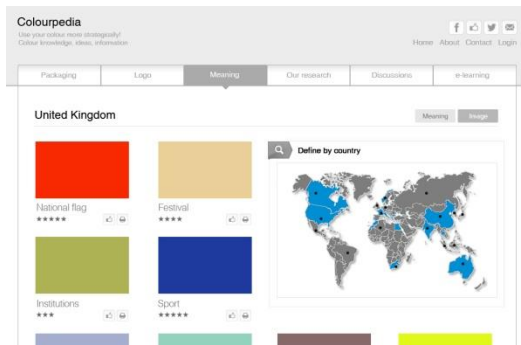 Colourpedia
Use your colour more strategically!
Colour knowledge, ideas, information
Home About Contact Login
Packaging Logo Meaning Our research Discussions e-learning
United Kingdom
Meaning Image
Define by country
National flag
Festival
Institutions
Sport